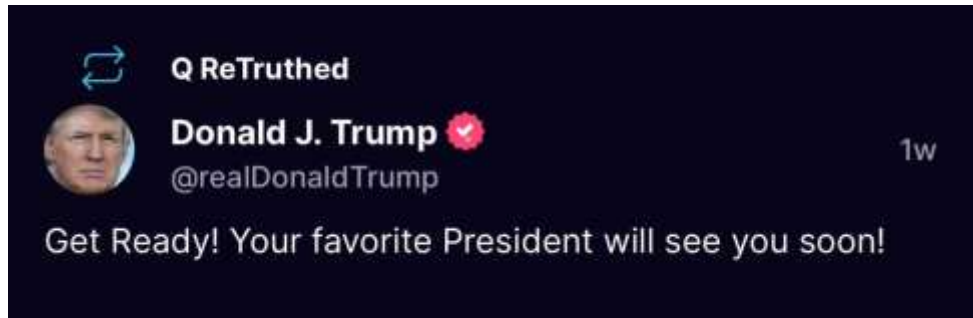 Q ReTruthed
Donald J. Trump
1w
@realDonaldTrump
Get Ready! Your favorite President will see you soon!